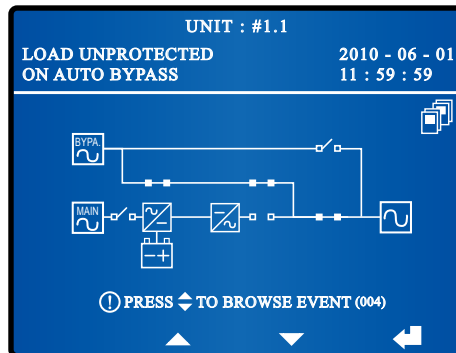 UNIT : #1.1
LOAD UNPROTECTED 2010 - 06 - 01
ON AUTO BYPASS 11 : 59 : 59
BYPA.
MAIN
PRESS TO BROWSE EVENT (004)